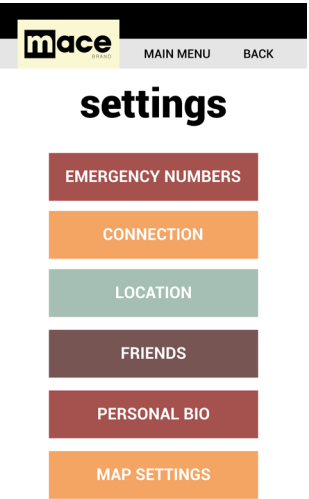 mace
BRAND
MAIN MENU BACK
settings
EMERGENCY NUMBERS
CONNECTION
LOCATION
FRIENDS
PERSONAL BIO
MAP SETTINGS